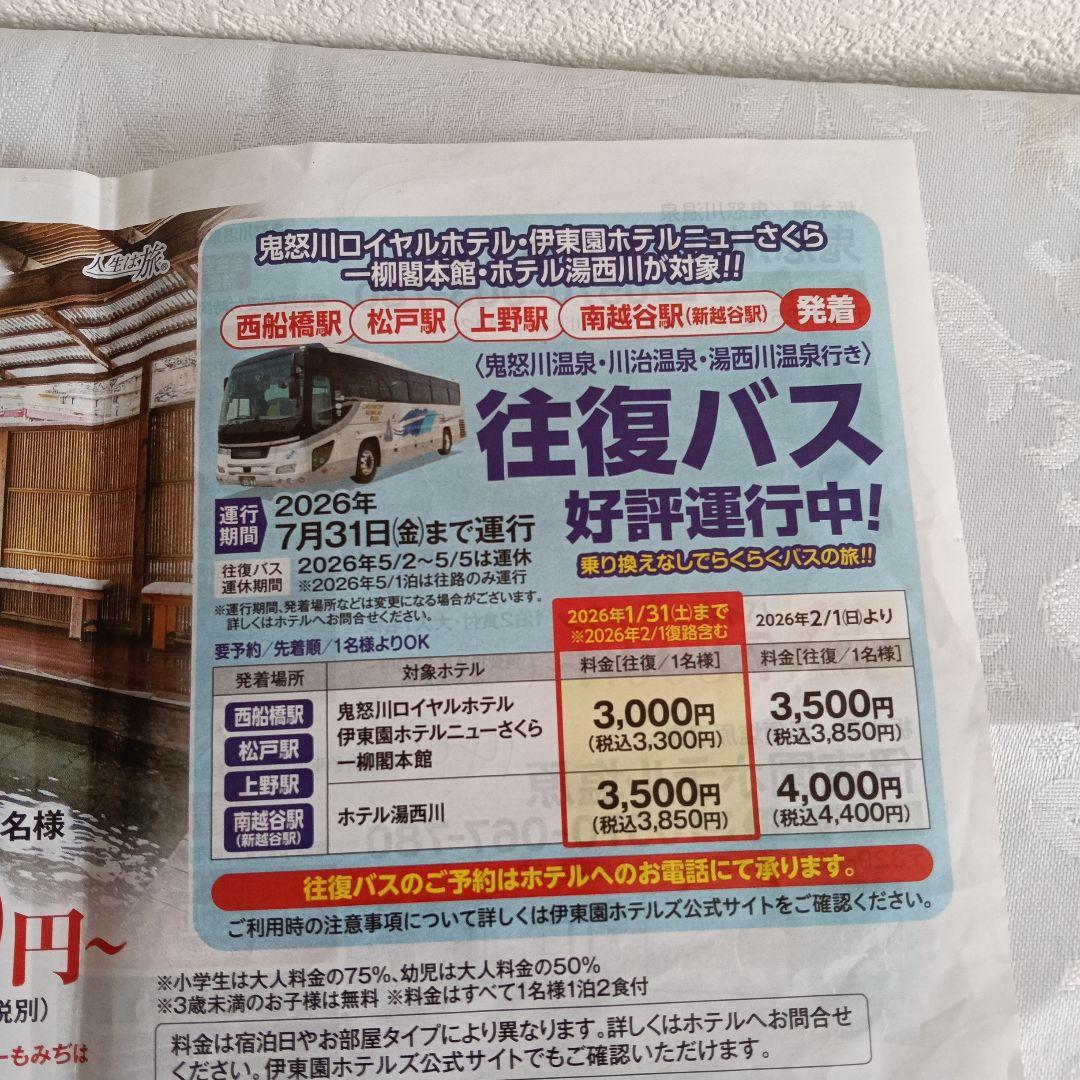 人生は旅
鬼怒川ロイヤルホテル・伊東園ホテルニューさくら
一柳閣本館・ホテル湯西川が対象!!
西船橋駅 松戸駅 上野駅 南越谷駅(新越谷駅) 発着
〈鬼怒川温泉・川治温泉・湯西川温泉行き〉
往復バス
好評運行中!
乗り換えなしでらくらくバスの旅!!
運行期間 2026年
7月31日(金)まで運行
往復バス運休期間 2026年5/2〜5/5は運休
※2026年5/1泊は往路のみ運行
※運行期間、発着場所などは変更になる場合がございます。
詳しくはホテルへお問合せください。
要予約/先着順/1名様よりOK
2026年1/31(土)まで
※2026年2/1復路含む
2026年2/1(日)より
発着場所 対象ホテル 料金[往復/1名様] 料金[往復/1名様]
西船橋駅
松戸駅
上野駅
南越谷駅
(新越谷駅)
鬼怒川ロイヤルホテル
伊東園ホテルニューさくら
一柳閣本館
3,000円
(税込3,300円)
3,500円
(税込3,850円)
ホテル湯西川
3,500円
(税込3,850円)
4,000円
(税込4,400円)
往復バスのご予約はホテルへのお電話にて承ります。
ご利用時の注意事項について詳しくは伊東園ホテルズ公式サイトをご確認ください。
名様
円~
税別)
ーもみぢは
※小学生は大人料金の75%、幼児は大人料金の50%
※3歳未満のお子様は無料 ※料金はすべて1名様1泊2食付
料金は宿泊日やお部屋タイプにより異なります。詳しくはホテルへお問合せ
ください。伊東園ホテルズ公式サイトでもご確認いただけます。